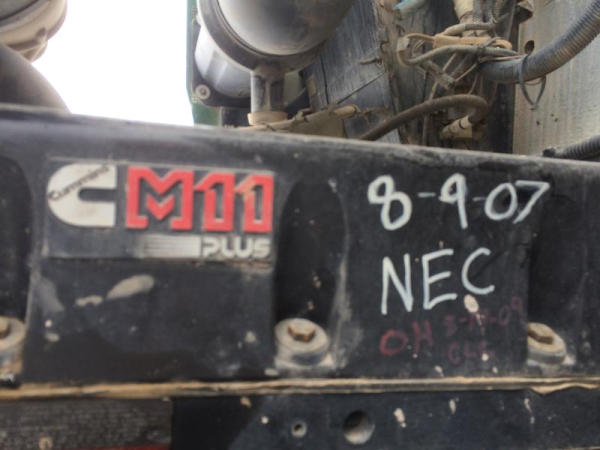 Cummins
M11
PLUS
8-9-07
NEC
O.H